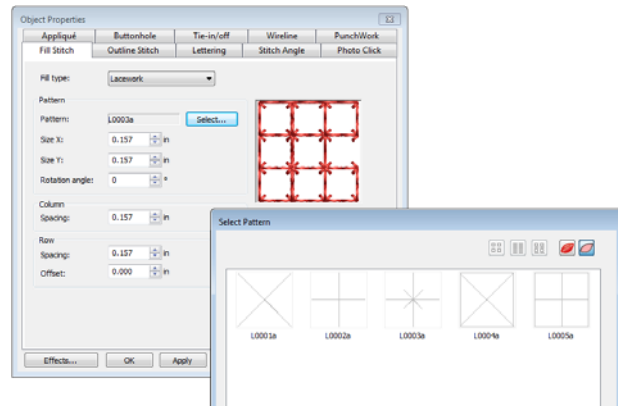 Object Properties
Appliqué Buttonhole Tie-in/off Wireline PunchWork
Fill Stitch Outline Stitch Lettering Stitch Angle Photo Click
Fill type: Lacework
Pattern
Pattern: L0003a Select...
Size X: 0.157 in
Size Y: 0.157 in
Rotation angle: 0 °
Column
Spacing: 0.157 in
Row
Spacing: 0.157 in
Offset: 0.000 in
Effects... OK Apply
Select Pattern
L0001a L0002a L0003a L0004a L0005a